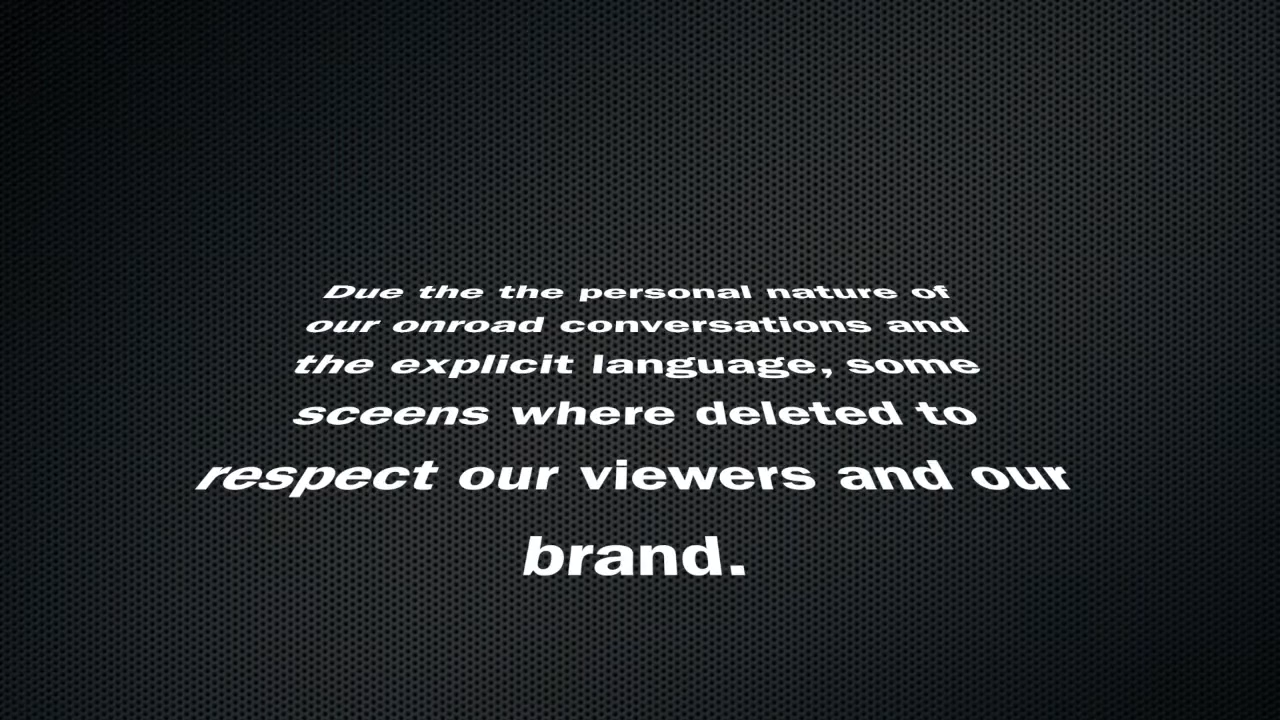 Due the the personal nature of
our onroad conversations and
the explicit language, some
sceens where deleted to
respect our viewers and our
brand.